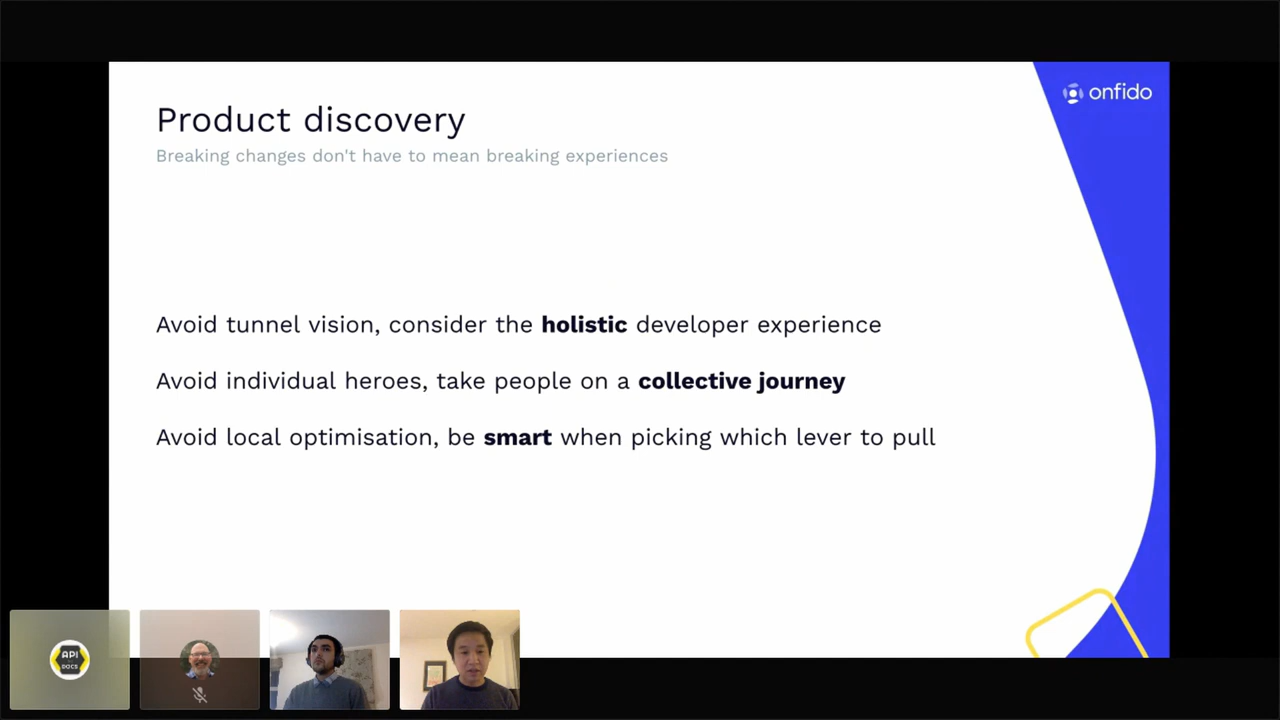 onfido
Product discovery
Breaking changes don't have to mean breaking experiences
Avoid tunnel vision, consider the holistic developer experience
Avoid individual heroes, take people on a collective journey
Avoid local optimisation, be smart when picking which lever to pull
API
DOCS